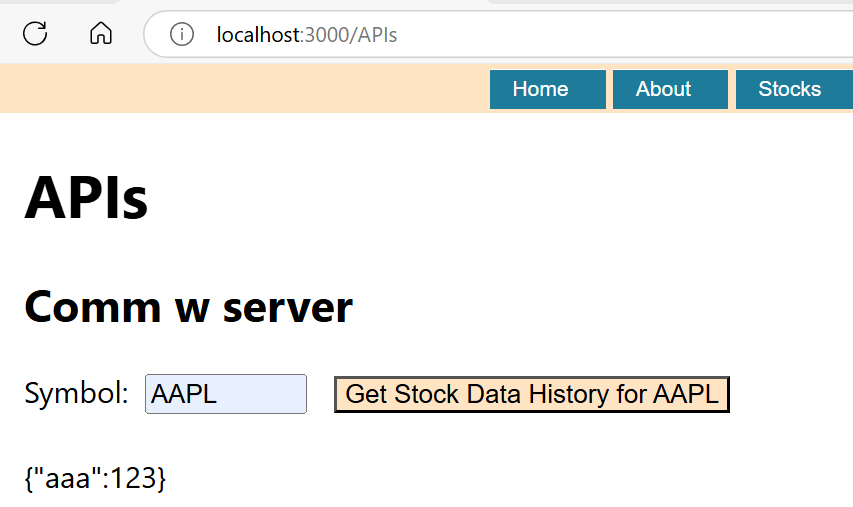 localhost:3000/APIs
Home About Stocks
APIs
Comm w server
Symbol: AAPL Get Stock Data History for AAPL
{"aaa":123}